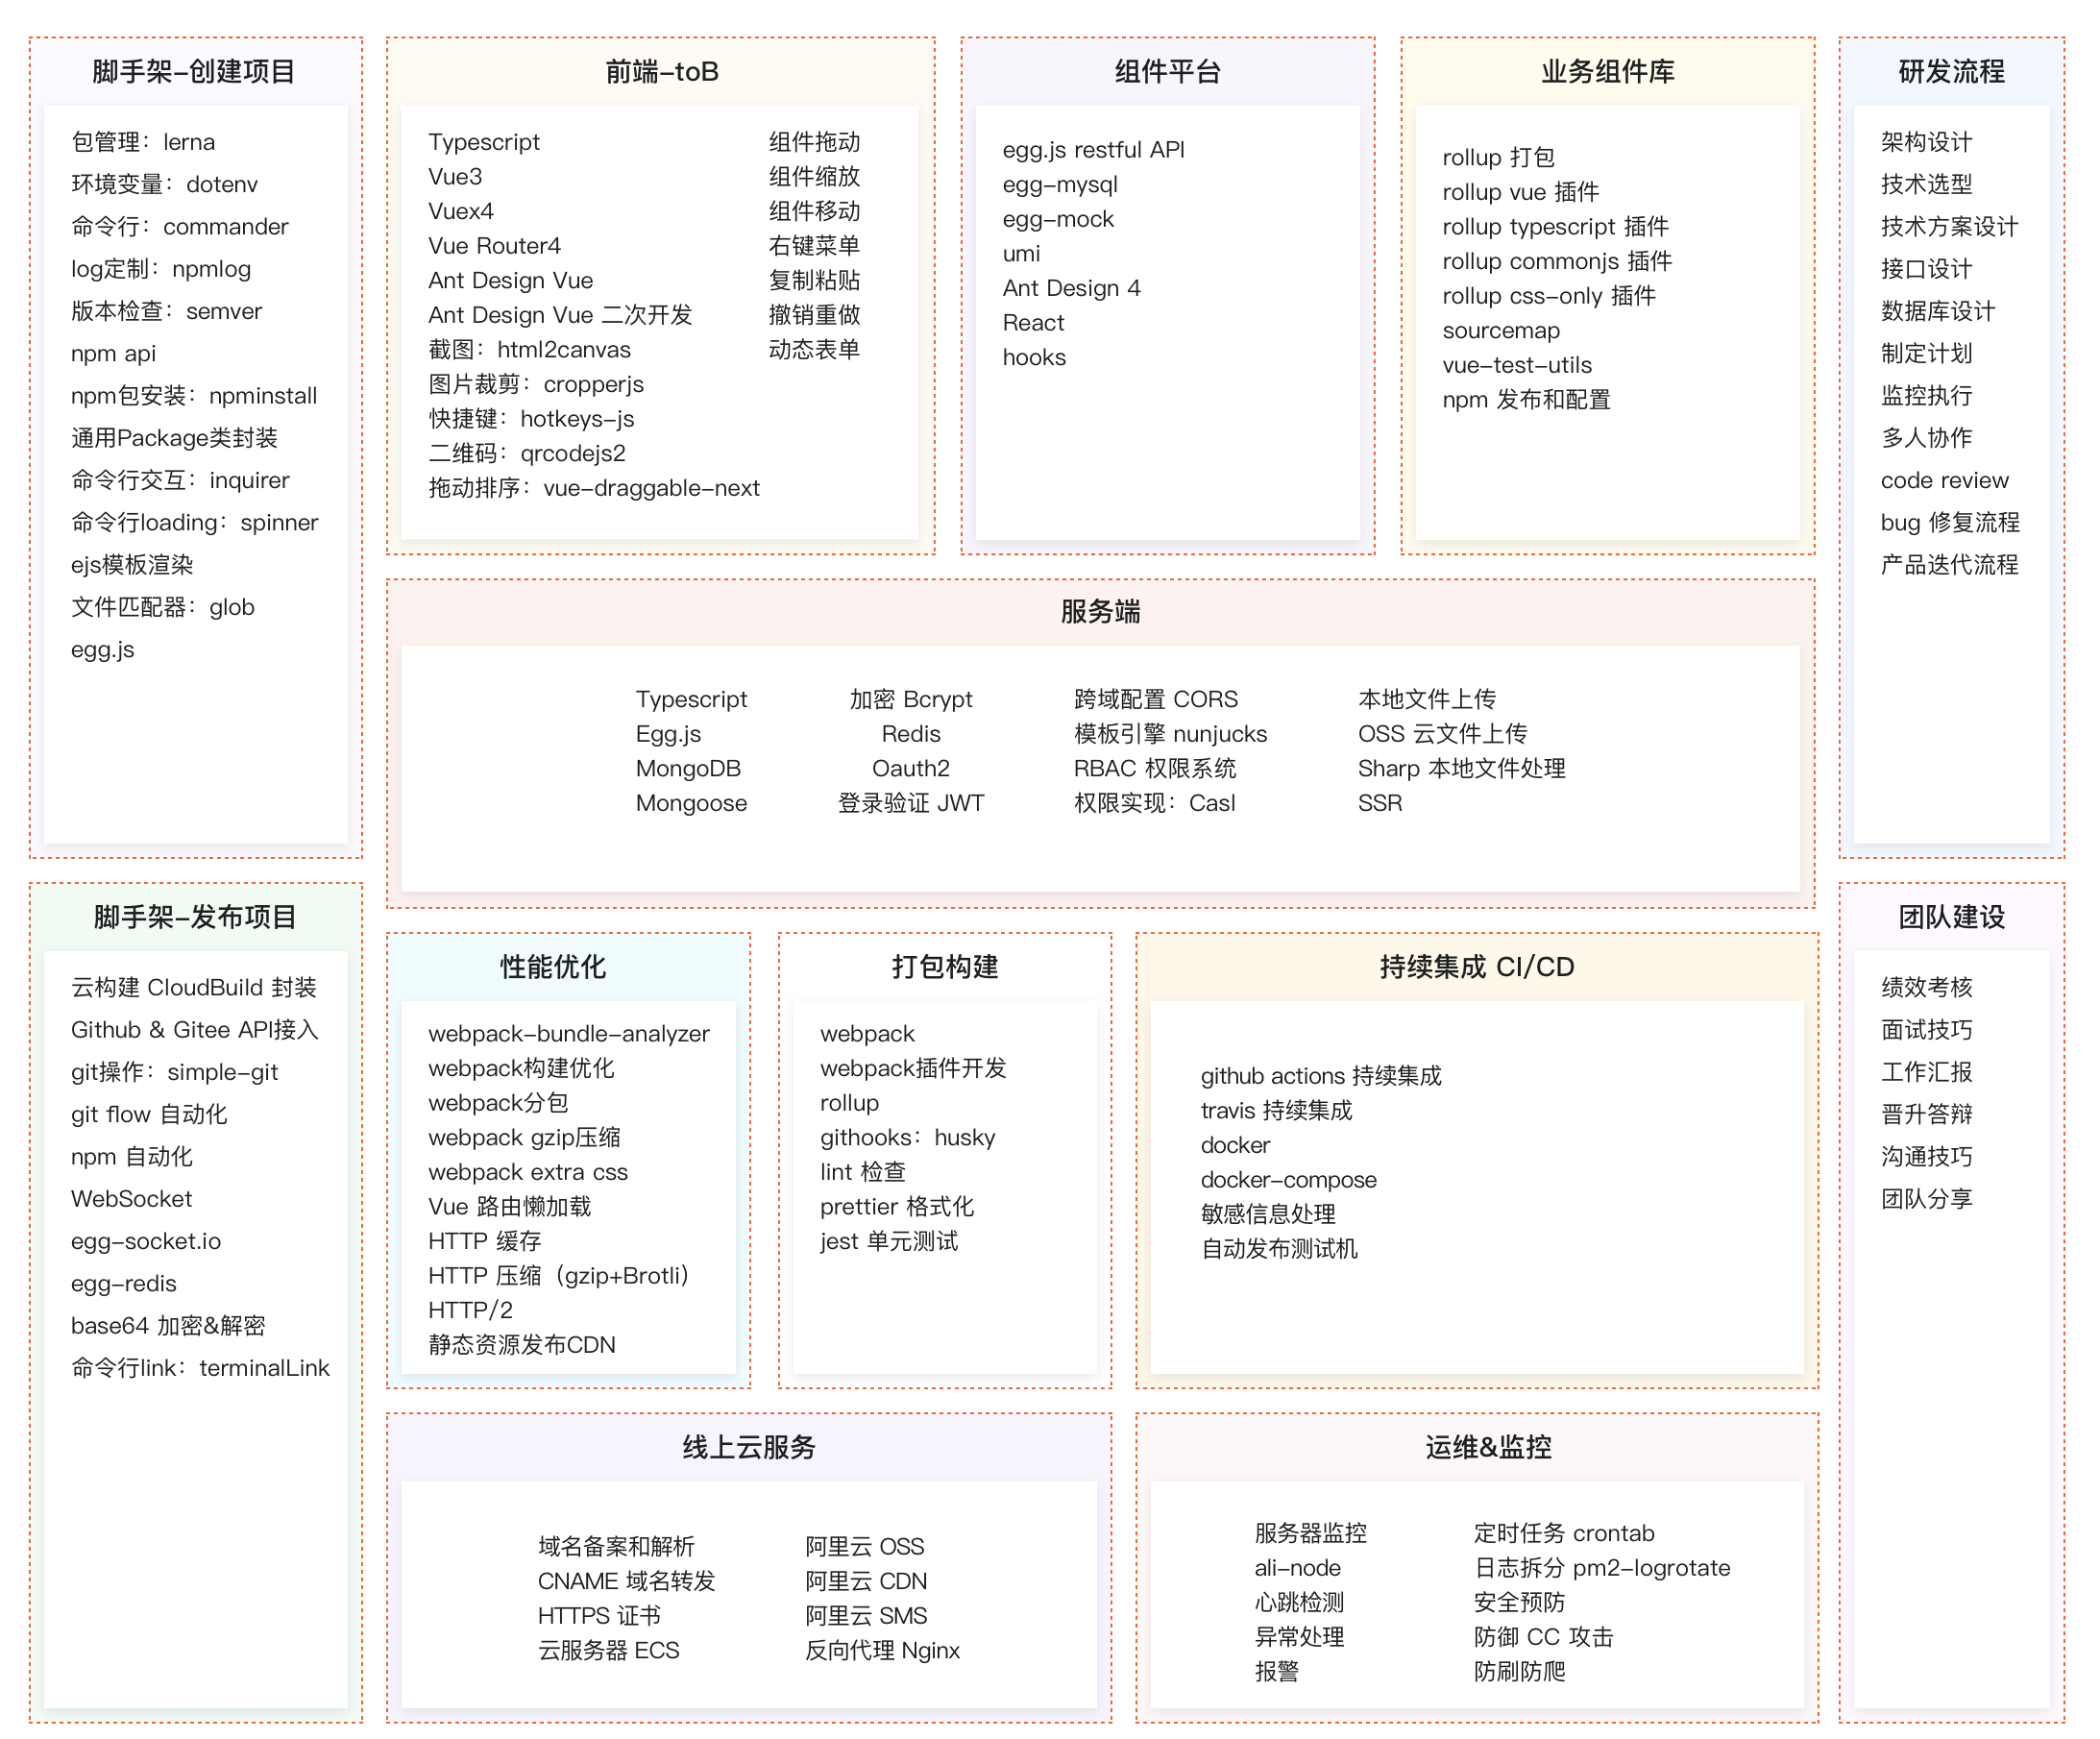 脚手架-创建项目
包管理：lerna
环境变量：dotenv
命令行：commander
log定制：npmlog
版本检查：semver
npm api
npm包安装：npminstall
通用Package类封装
命令行交互：inquirer
命令行loading：spinner
ejs模板渲染
文件匹配器：glob
egg.js
前端-toB
Typescript
Vue3
Vuex4
Vue Router4
Ant Design Vue
Ant Design Vue 二次开发
截图：html2canvas
图片裁剪：cropperjs
快捷键：hotkeys-js
二维码：qrcodejs2
拖动排序：vue-draggable-next
组件拖动
组件缩放
组件移动
右键菜单
复制粘贴
撤销重做
动态表单
组件平台
egg.js restful API
egg-mysql
egg-mock
umi
Ant Design 4
React
hooks
业务组件库
rollup 打包
rollup vue 插件
rollup typescript 插件
rollup commonjs 插件
rollup css-only 插件
sourcemap
vue-test-utils
npm 发布和配置
研发流程
架构设计
技术选型
技术方案设计
接口设计
数据库设计
制定计划
监控执行
多人协作
code review
bug 修复流程
产品迭代流程
服务端
Typescript
Egg.js
MongoDB
Mongoose
加密 Bcrypt
Redis
Oauth2
登录验证 JWT
跨域配置 CORS
模板引擎 nunjucks
RBAC 权限系统
权限实现：Casl
本地文件上传
OSS 云文件上传
Sharp 本地文件处理
SSR
脚手架-发布项目
云构建 CloudBuild 封装
Github & Gitee API接入
git操作：simple-git
git flow 自动化
npm 自动化
WebSocket
egg-socket.io
egg-redis
base64 加密&解密
命令行link：terminalLink
性能优化
webpack-bundle-analyzer
webpack构建优化
webpack分包
webpack gzip压缩
webpack extra css
Vue 路由懒加载
HTTP 缓存
HTTP 压缩（gzip+Brotli）
HTTP/2
静态资源发布CDN
打包构建
webpack
webpack插件开发
rollup
githooks：husky
lint 检查
prettier 格式化
jest 单元测试
持续集成 CI/CD
github actions 持续集成
travis 持续集成
docker
docker-compose
敏感信息处理
自动发布测试机
团队建设
绩效考核
面试技巧
工作汇报
晋升答辩
沟通技巧
团队分享
线上云服务
域名备案和解析
CNAME 域名转发
HTTPS 证书
云服务器 ECS
阿里云 OSS
阿里云 CDN
阿里云 SMS
反向代理 Nginx
运维&监控
服务器监控
ali-node
心跳检测
异常处理
报警
定时任务 crontab
日志拆分 pm2-logrotate
安全预防
防御 CC 攻击
防刷防爬